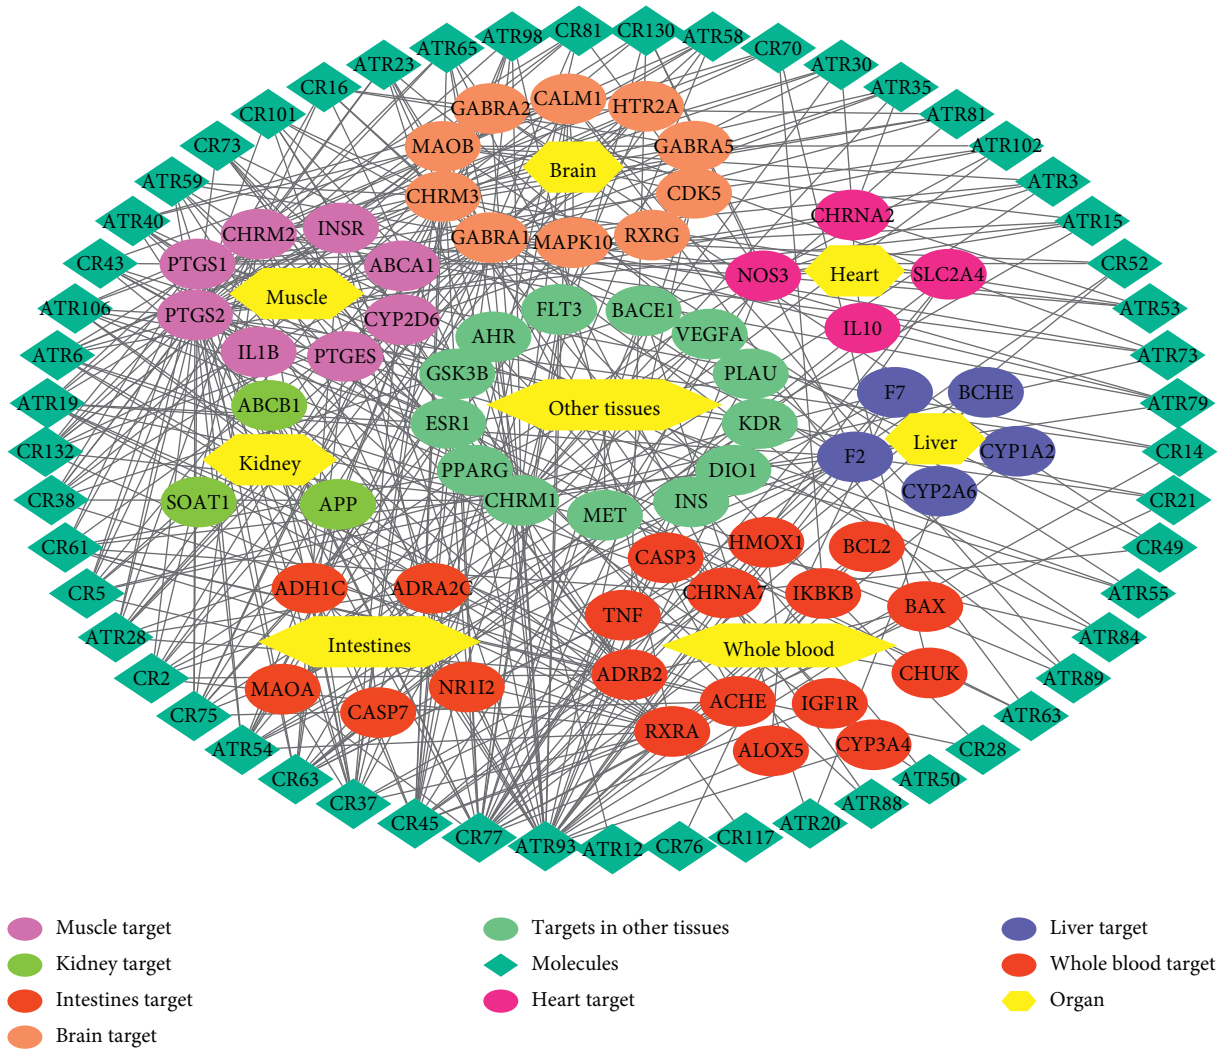 CR81
CR130
ATR98
ATR58
ATR65
CR70
ATR23
ATR30
CR16
ATR35
CR101
ATR81
CR73
ATR102
ATR59
ATR3
ATR40
ATR15
CR43
CR52
ATR106
ATR53
ATR6
ATR73
ATR19
ATR79
CR132
CR14
CR38
CR21
CR61
CR49
CR5
ATR55
ATR28
ATR84
CR2
ATR89
CR75
ATR63
ATR54
CR28
CR63
ATR50
CR37
ATR88
CR45
ATR20
CR77
CR117
ATR93
ATR12
CR76
GABRA2
CALM1
HTR2A
MAOB
GABRA5
Brain
CHRM3
CDK5
GABRA1
MAPK10
RXRG
CHRM2
INSR
PTGS1
ABCA1
Muscle
PTGS2
CYP2D6
IL1B
PTGES
CHRNA2
NOS3
Heart
SLC2A4
IL10
FLT3
BACE1
AHR
VEGFA
GSK3B
PLAU
Other tissues
ESR1
KDR
PPARG
DIO1
CHRM1
INS
MET
ABCB1
Kidney
SOAT1
APP
F7
BCHE
Liver
F2
CYP1A2
CYP2A6
ADH1C
ADRA2C
Intestines
MAOA
CASP7
NR1I2
CASP3
HMOX1
BCL2
CHRNA7
IKBKB
TNF
BAX
Whole blood
ADRB2
CHUK
ACHE
IGF1R
RXRA
ALOX5
CYP3A4
Muscle target
Kidney target
Intestines target
Brain target
Targets in other tissues
Molecules
Heart target
Liver target
Whole blood target
Organ